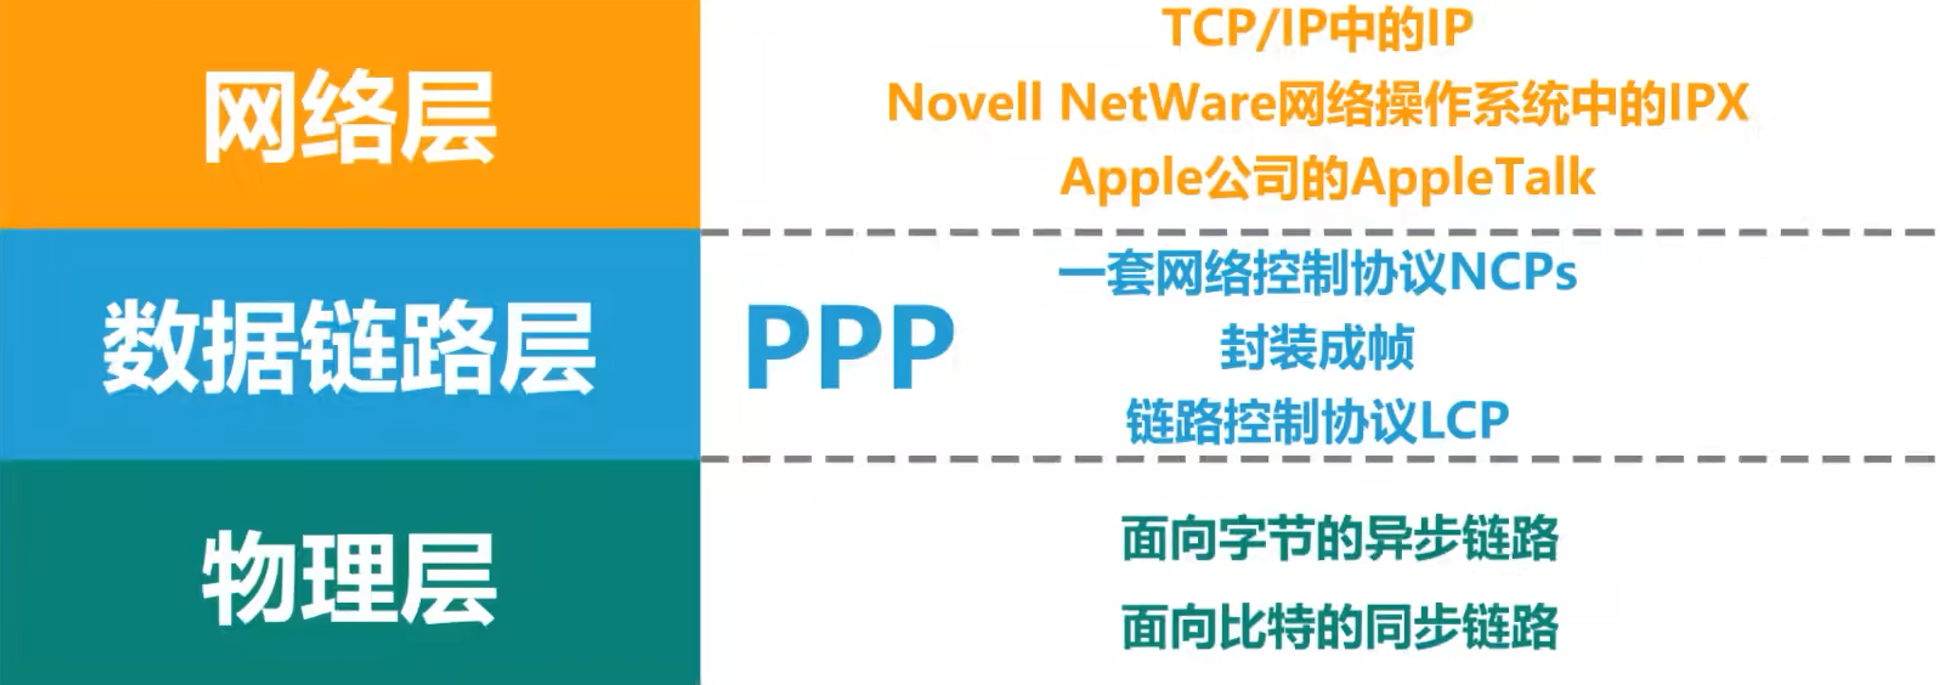 网络层
TCP/IP中的IP
Novell NetWare网络操作系统中的IPX
Apple公司的AppleTalk
数据链路层
PPP
一套网络控制协议NCPs
封装成帧
链路控制协议LCP
物理层
面向字节的异步链路
面向比特的同步链路